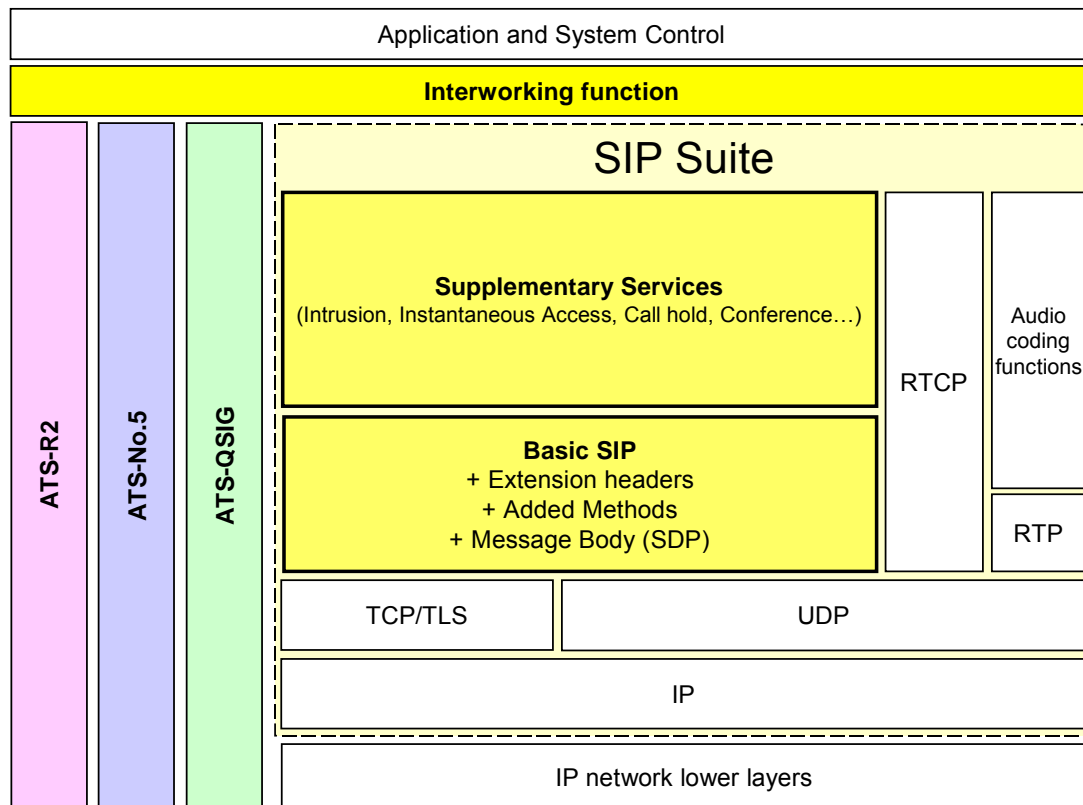 Application and System Control
Interworking function
SIP Suite
Supplementary Services
(Intrusion, Instantaneous Access, Call hold, Conference…)
Audio
coding
functions
RTCP
ATS-R2
ATS-No.5
ATS-QSIG
Basic SIP
+ Extension headers
+ Added Methods
+ Message Body (SDP)
RTP
TCP/TLS
UDP
IP
IP network lower layers